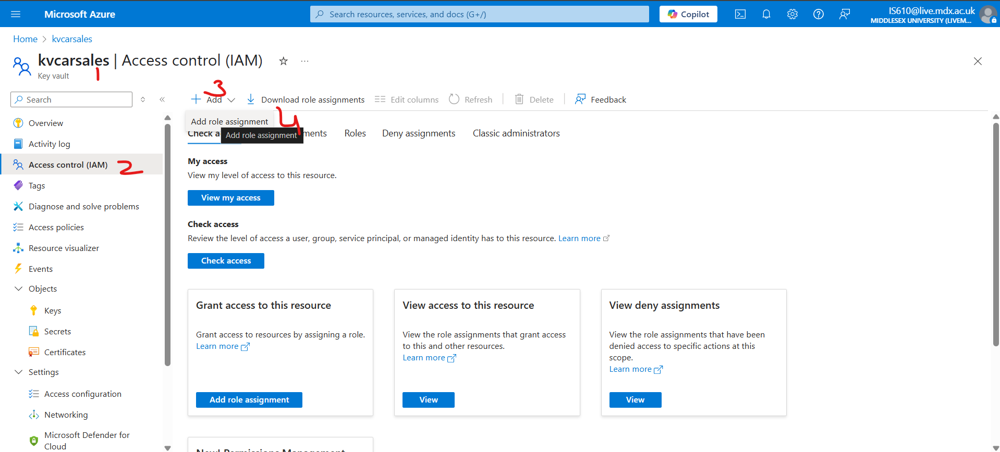 Microsoft Azure
Search resources, services, and docs (G+/)
Copilot
IS610@live.mdx.ac.uk
MIDDLESEX UNIVERSITY (LIVEM...
Home > kvcarsales
kvcarsales | Access control (IAM)
Key vault
1
3
Search
Add
Download role assignments
Edit columns
Refresh
Delete
Feedback
4
Add role assignment
Add role assignment
Check a
ments
Roles
Deny assignments
Classic administrators
Overview
Activity log
Access control (IAM)
2
Tags
Diagnose and solve problems
Access policies
Resource visualizer
Events
Objects
Keys
Secrets
Certificates
Settings
Access configuration
Networking
Microsoft Defender for
Cloud
My access
View my level of access to this resource.
View my access
Check access
Review the level of access a user, group, service principal, or managed identity has to this resource. Learn more
Check access
Grant access to this resource
Grant access to resources by assigning a role.
Learn more
Add role assignment
View access to this resource
View the role assignments that grant access
to this and other resources.
Learn more
View
View deny assignments
View the role assignments that have been
denied access to specific actions at this
scope.
Learn more
View
New! Permissions Management